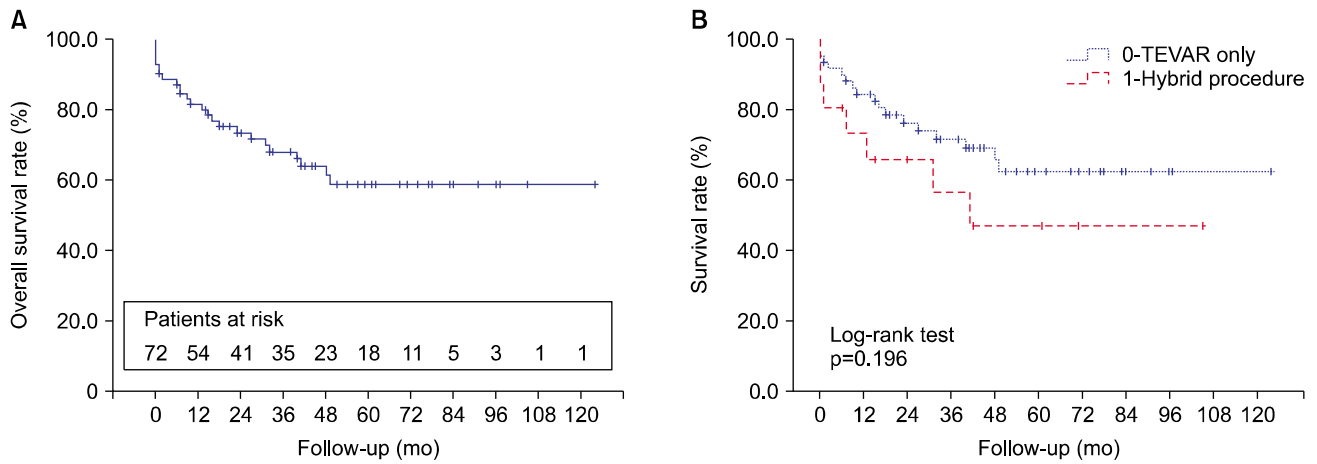 A
Overall survival rate (%)
100.0
80.0
60.0
40.0
20.0
0
Patients at risk
72 54 41 35 23 18 11 5 3 1 1
0 12 24 36 48 60 72 84 96 108 120
Follow-up (mo)
B
Survival rate (%)
100.0
80.0
60.0
40.0
20.0
0.0
0-TEVAR only
1-Hybrid procedure
Log-rank test
p=0.196
0 12 24 36 48 60 72 84 96 108 120
Follow-up (mo)